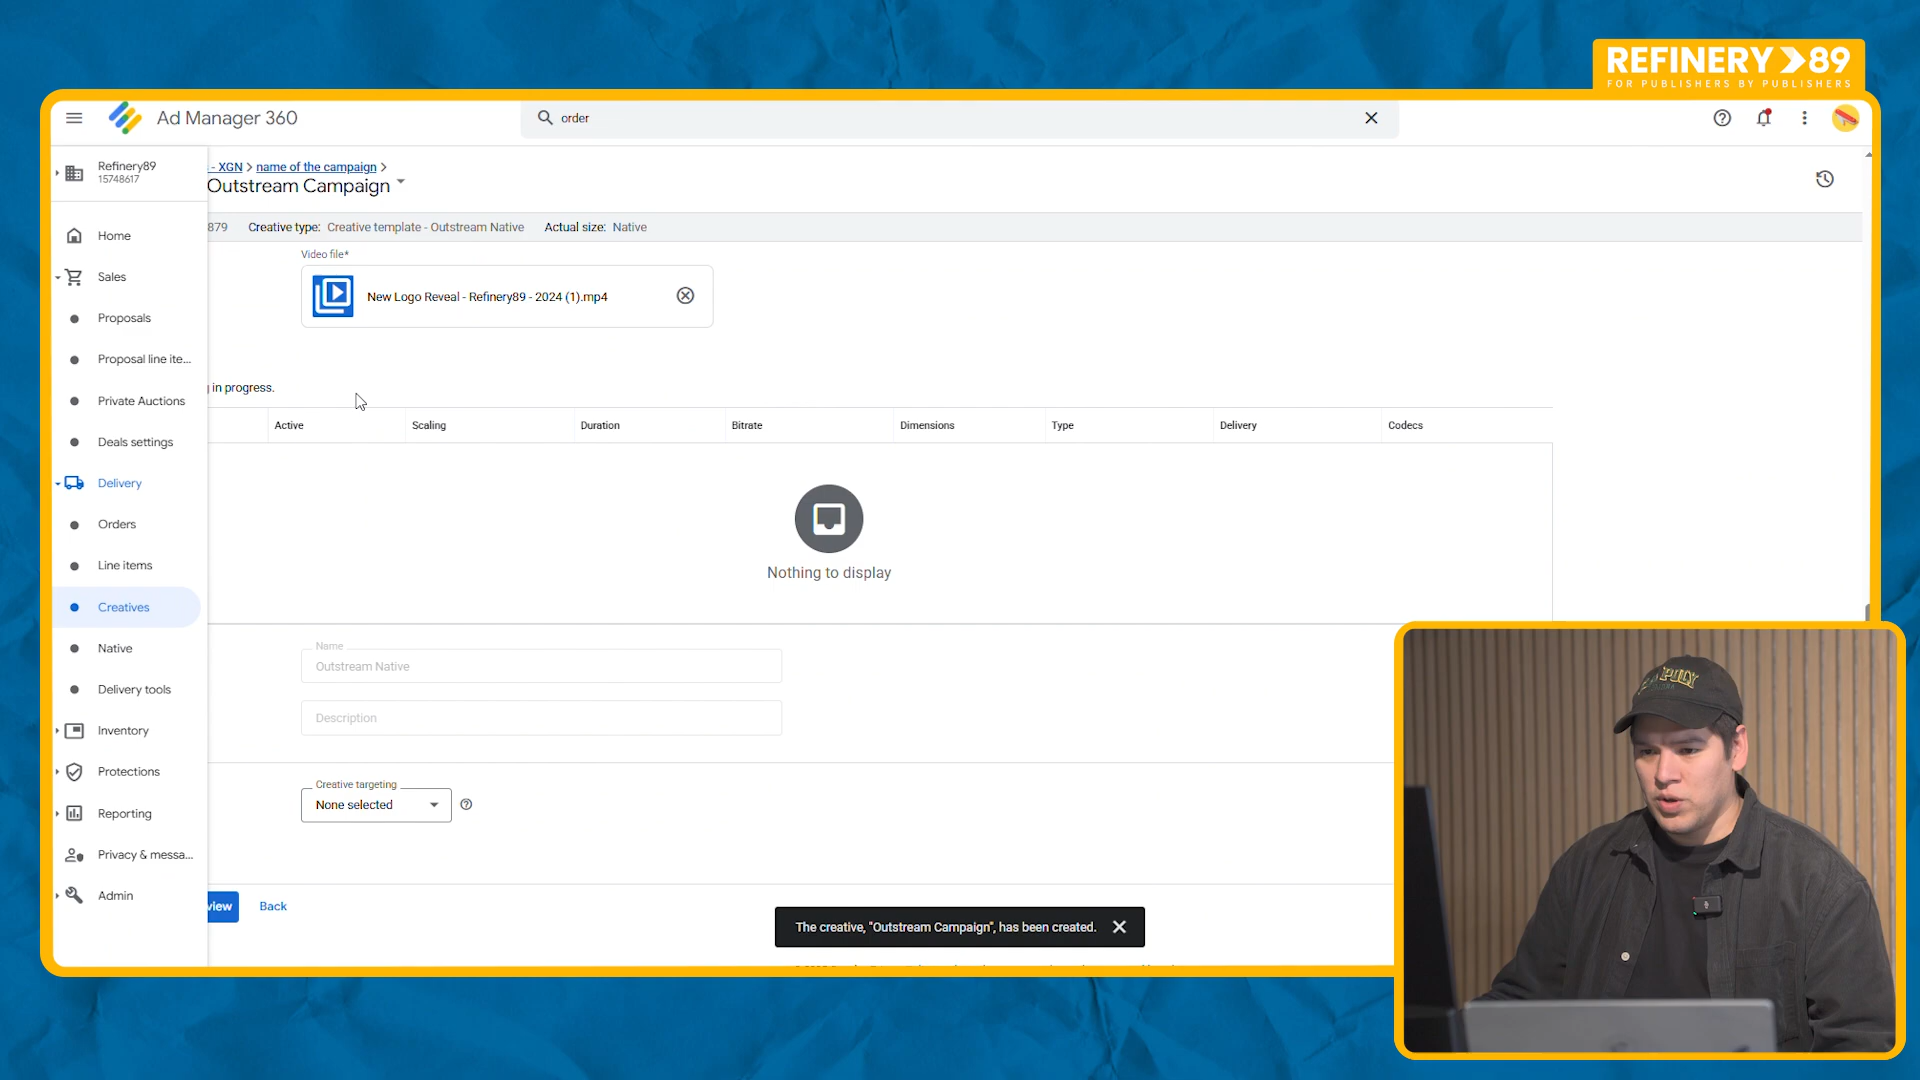 REFINERY 89
FOR PUBLISHERS BY PUBLISHERS
Ad Manager 360
order
Refinery89
15748617
- XGN > name of the campaign >
Outstream Campaign
879 Creative type: Creative template - Outstream Native Actual size: Native
Home
Sales
Proposals
Proposal line ite...
Private Auctions
Deals settings
Delivery
Orders
Line items
Creatives
Native
Delivery tools
Inventory
Protections
Reporting
Privacy & messa...
Admin
Video file*
New Logo Reveal - Refinery89 - 2024 (1).mp4
in progress.
Active Scaling Duration Bitrate Dimensions Type Delivery Codecs
Nothing to display
Name
Outstream Native
Description
Creative targeting
None selected
view Back
The creative, "Outstream Campaign", has been created.